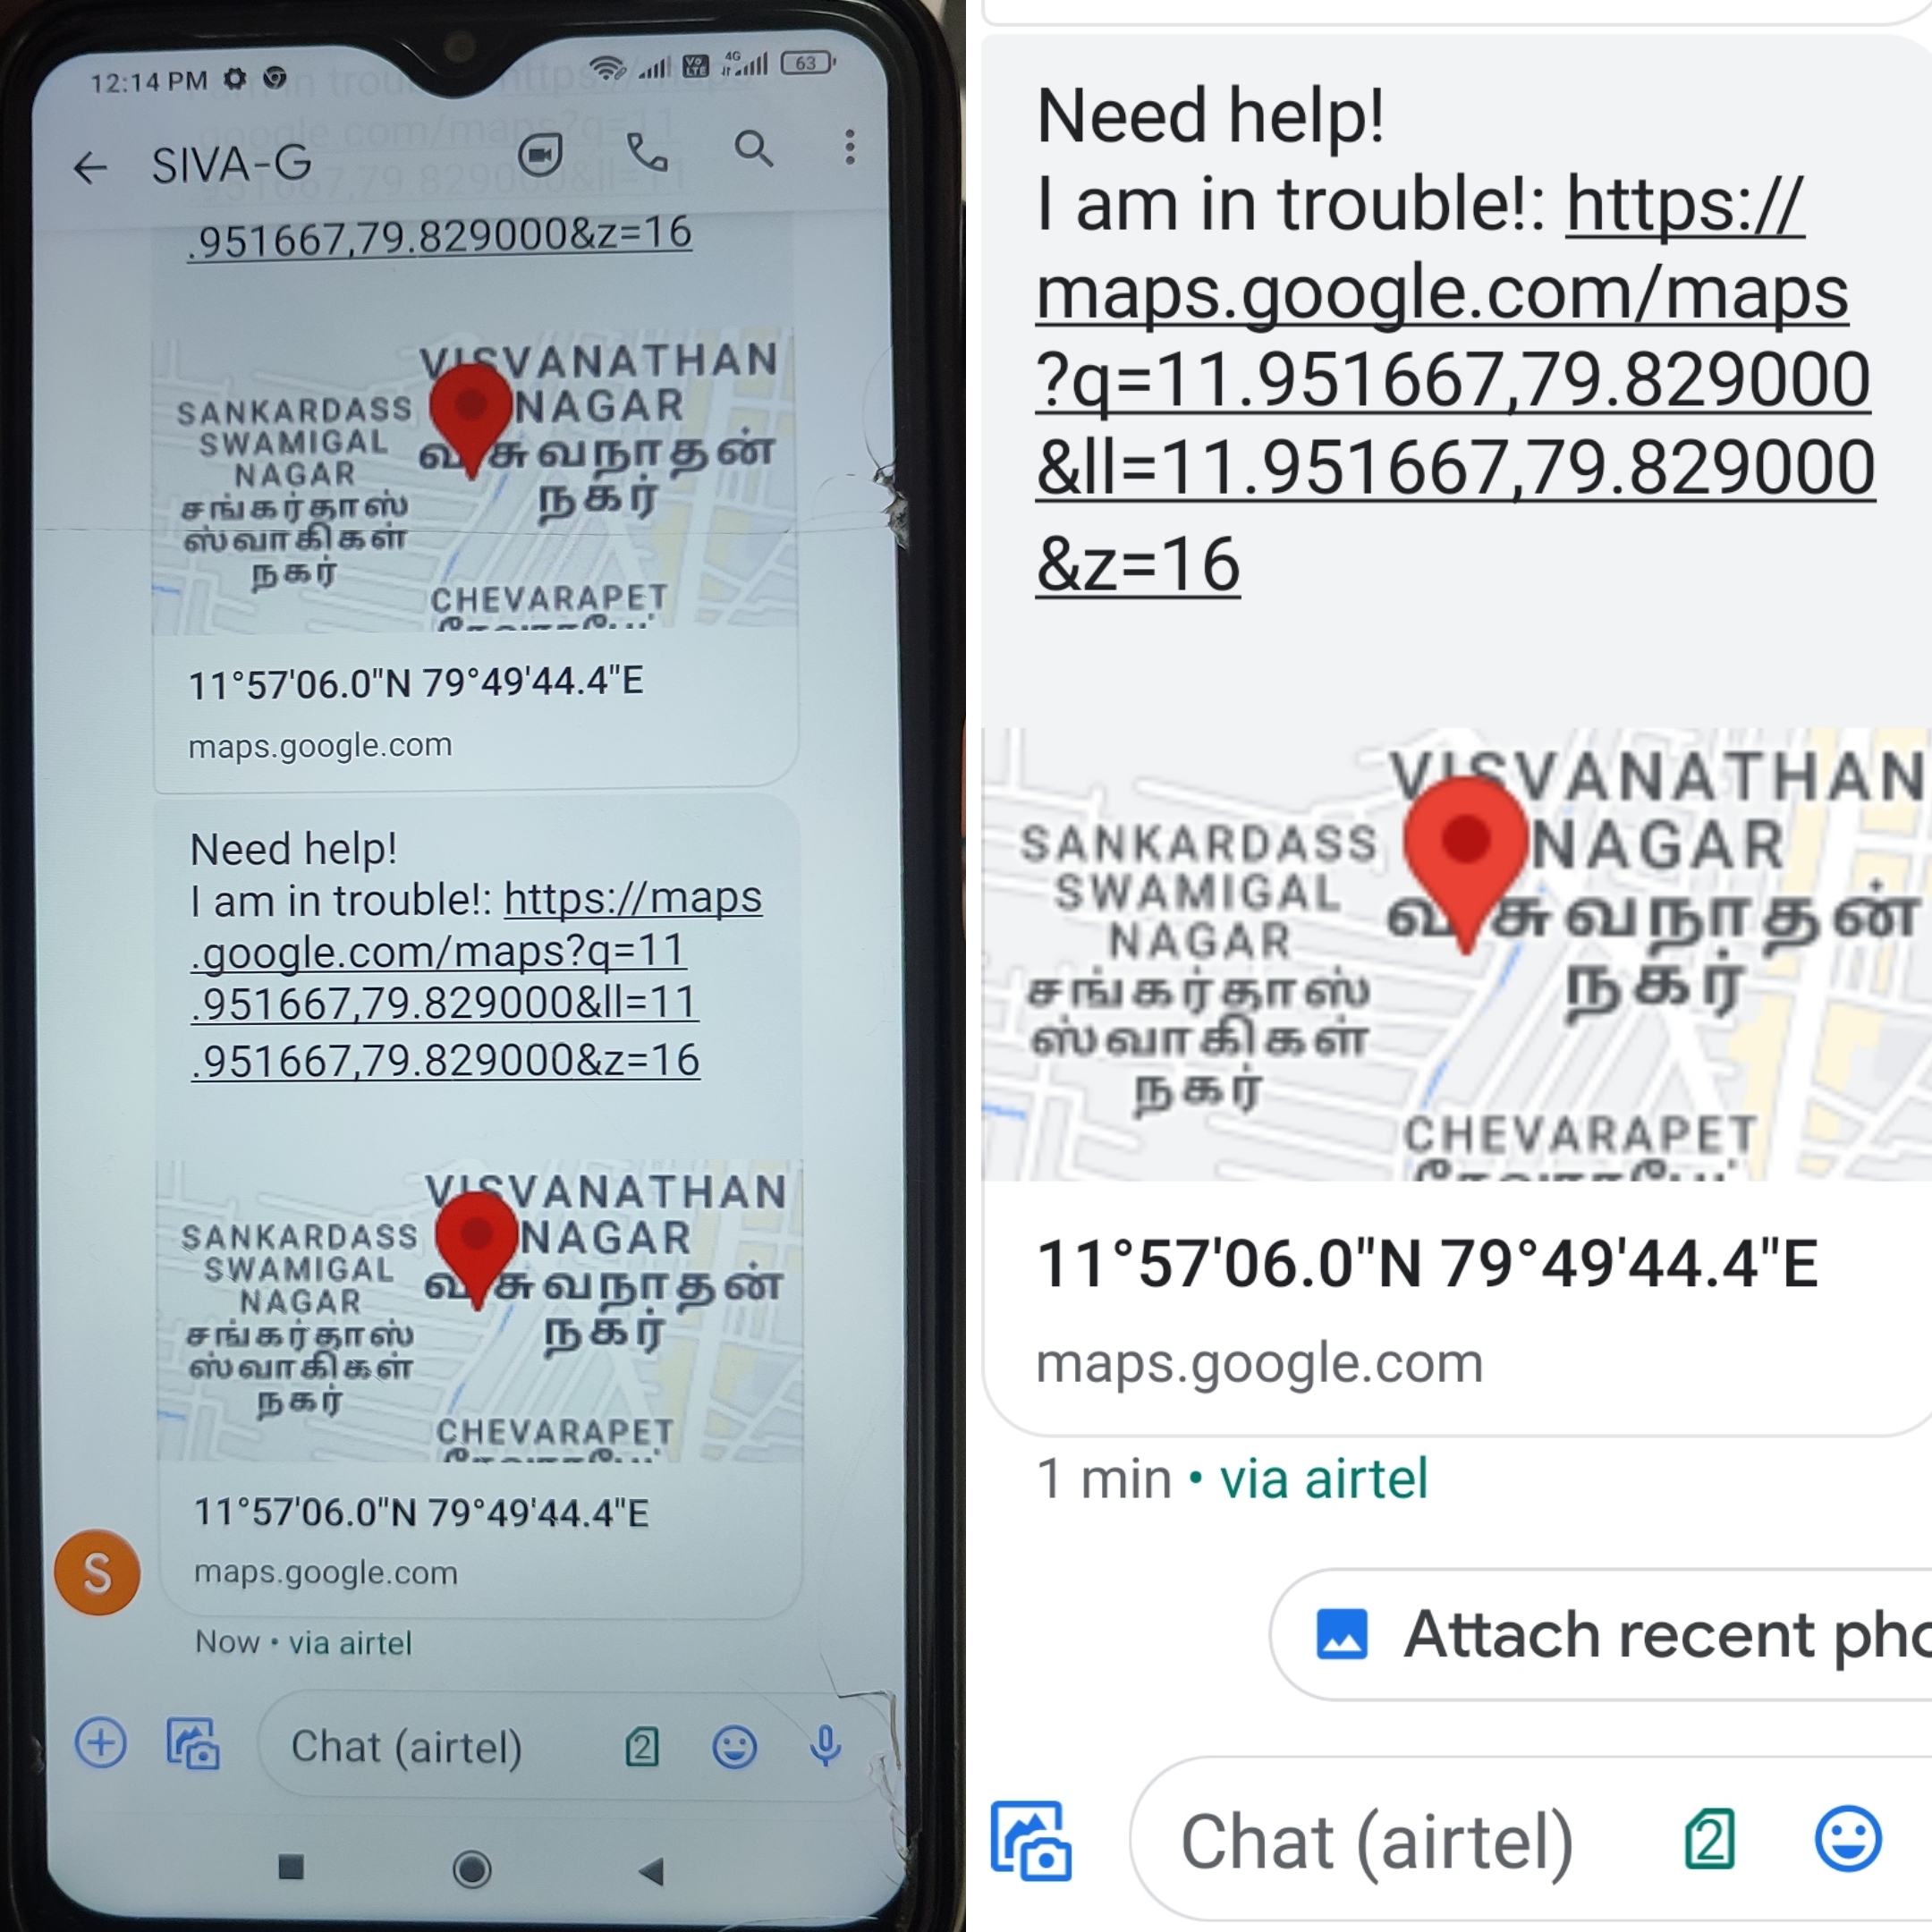 12:14 PM
VO LTE
4G
63
SIVA-G
.951667,79.829000&z=16
VISVANATHAN
NAGAR
SANKARDASS
SWAMIGAL
NAGAR
சுவநாதன்
நகர்
சங்கர்தாஸ்
ஸ்வாகிகள்
நகர்
CHEVARAPET
11°57'06.0"N 79°49'44.4"E
maps.google.com
Need help!
I am in trouble!: https://maps
.google.com/maps?q=11
.951667,79.829000&ll=11
.951667,79.829000&z=16
VISVANATHAN
NAGAR
SANKARDASS
SWAMIGAL
NAGAR
சுவநாதன்
நகர்
சங்கர்தாஸ்
ஸ்வாகிகள்
நகர்
CHEVARAPET
11°57'06.0"N 79°49'44.4"E
S
maps.google.com
Now • via airtel
Chat (airtel)
2
Need help!
I am in trouble!: https://
maps.google.com/maps
?q=11.951667,79.829000
&ll=11.951667,79.829000
&z=16
VISVANATHAN
NAGAR
SANKARDASS
SWAMIGAL
NAGAR
சுவநாதன்
நகர்
சங்கர்தாஸ்
ஸ்வாகிகள்
நகர்
CHEVARAPET
11°57'06.0"N 79°49'44.4"E
maps.google.com
1 min • via airtel
Attach recent pho
Chat (airtel)
2